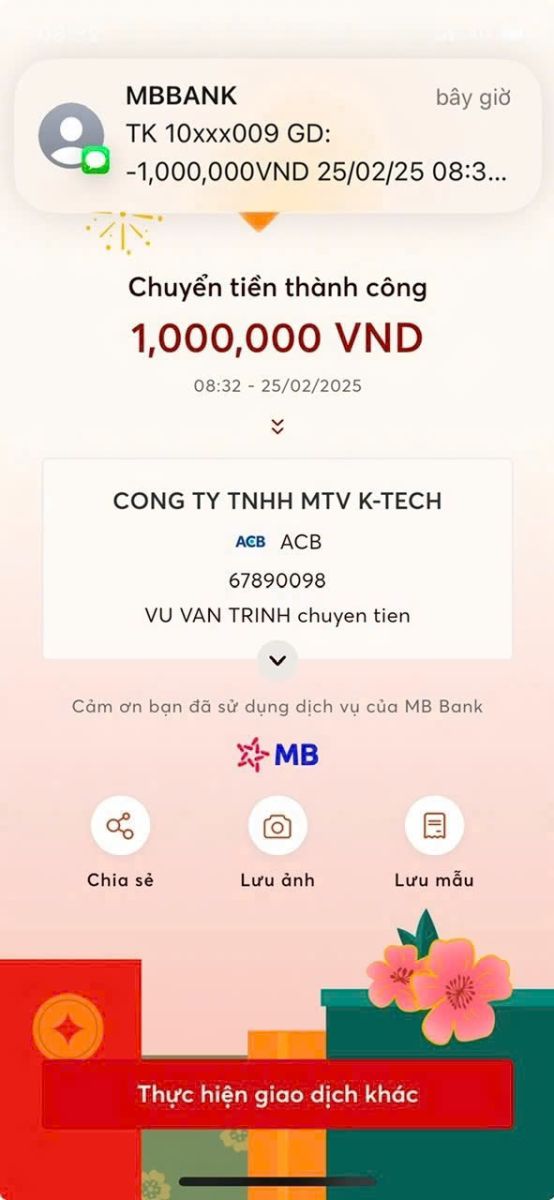 MBBANK
bây giờ
TK 10xxx009 GD:
-1,000,000VND 25/02/25 08:3...
Chuyển tiền thành công
1,000,000 VND
08:32 - 25/02/2025
CONG TY TNHH MTV K-TECH
ACB ACB
67890098
VU VAN TRINH chuyen tien
Cảm ơn bạn đã sử dụng dịch vụ của MB Bank
MB
Chia sẻ
Lưu ảnh
Lưu mẫu
Thực hiện giao dịch khác